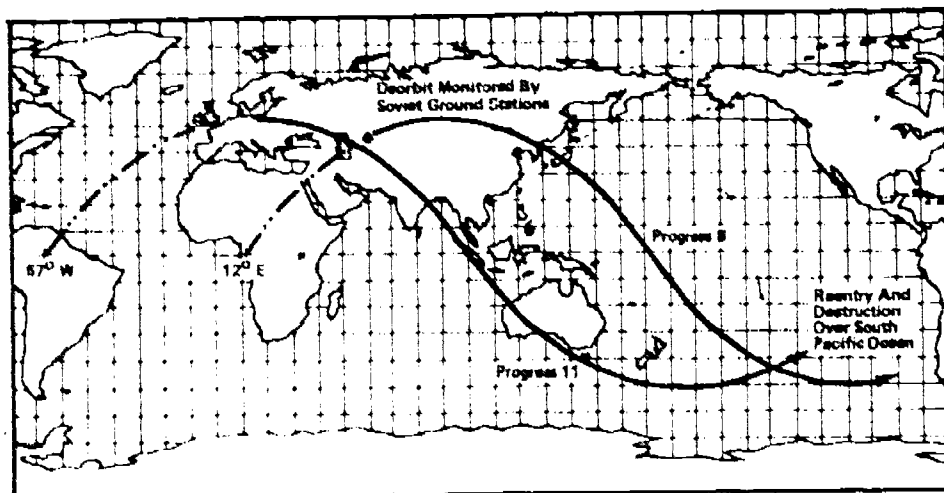 Deorbit Monitored By
Soviet Ground Stations
Progress 8
67° W
12° E
Reentry And
Destruction
Over South
Pacific Ocean
Progress 11